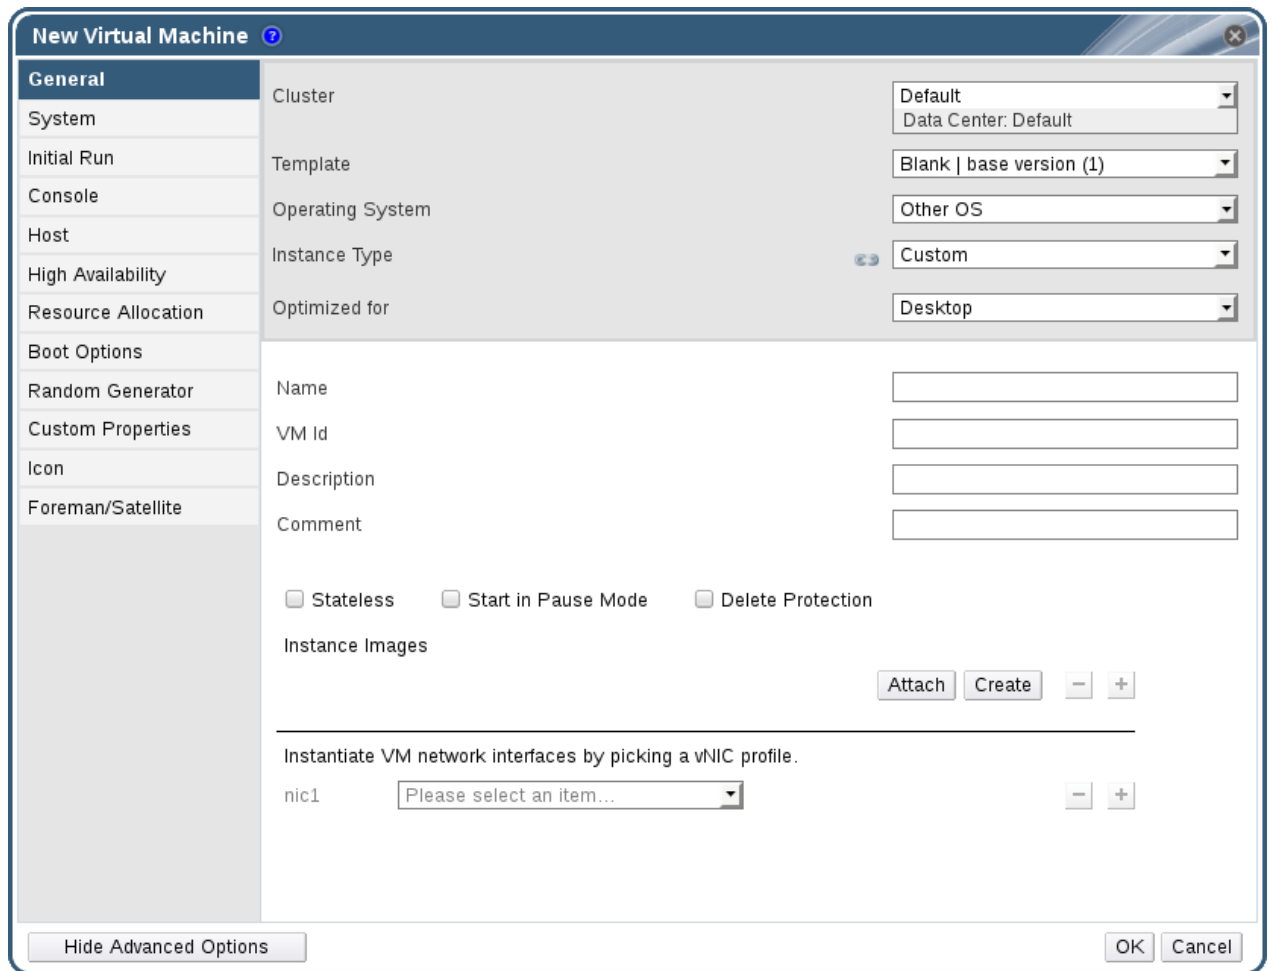 New Virtual Machine ?
General
System
Initial Run
Console
Host
High Availability
Resource Allocation
Boot Options
Random Generator
Custom Properties
Icon
Foreman/Satellite
Cluster
Default
Data Center: Default
Template
Blank | base version (1)
Operating System
Other OS
Instance Type
Custom
Optimized for
Desktop
Name
VM Id
Description
Comment
Stateless Start in Pause Mode Delete Protection
Instance Images
Attach Create − +
Instantiate VM network interfaces by picking a vNIC profile.
nic1 Please select an item... − +
Hide Advanced Options OK Cancel